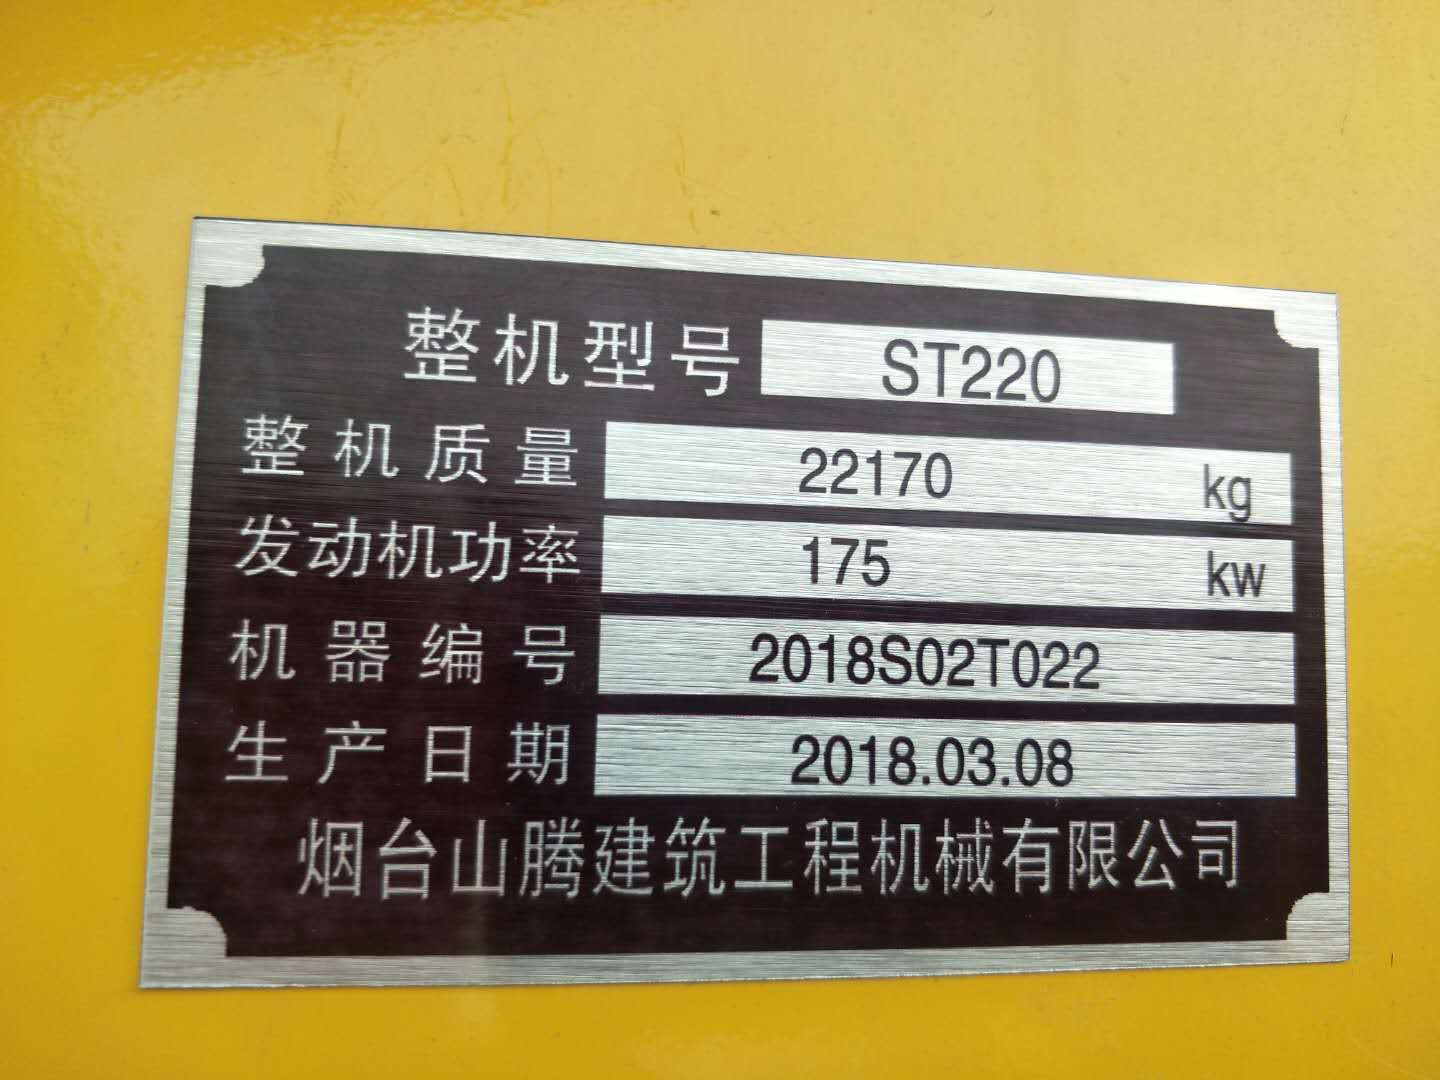 整机型号 ST220
整机质量 22170 kg
发动机功率 175 kw
机器编号 2018S02T022
生产日期 2018.03.08
烟台山腾建筑工程机械有限公司